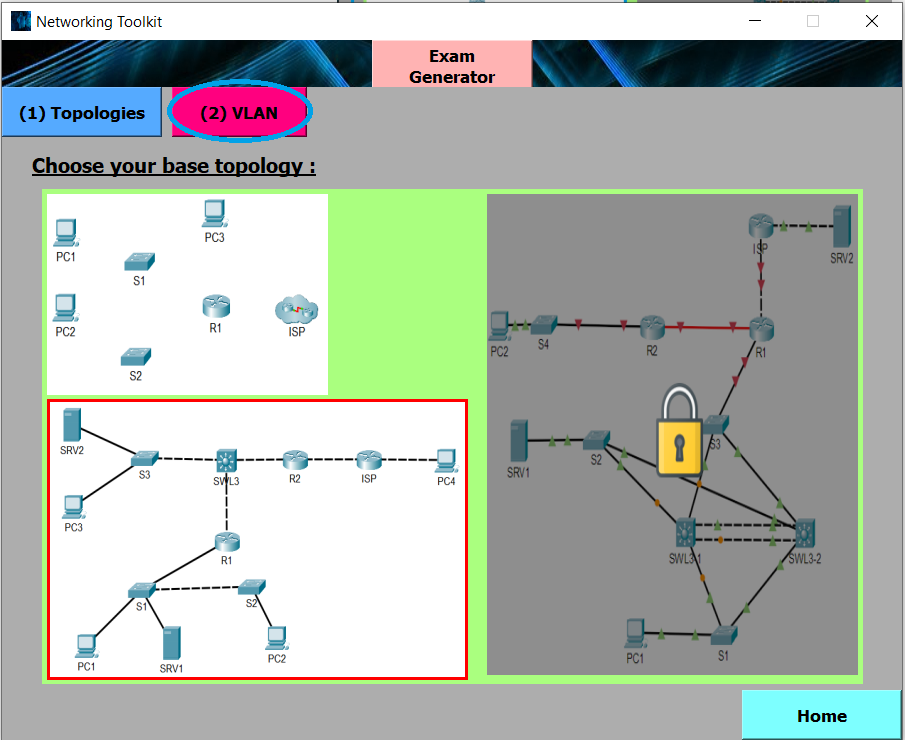 Networking Toolkit
Exam
Generator
(1) Topologies
(2) VLAN
Choose your base topology :
PC1
PC3
S1
PC2
R1
ISP
S2
SRV2
S3
SWL3
R2
ISP
PC4
PC3
R1
S1
S2
PC1
SRV1
PC2
ISP
SRV2
PC2
S4
R2
R1
SRV1
S2
S3
SWL3-1
SWL3-2
PC1
S1
Home